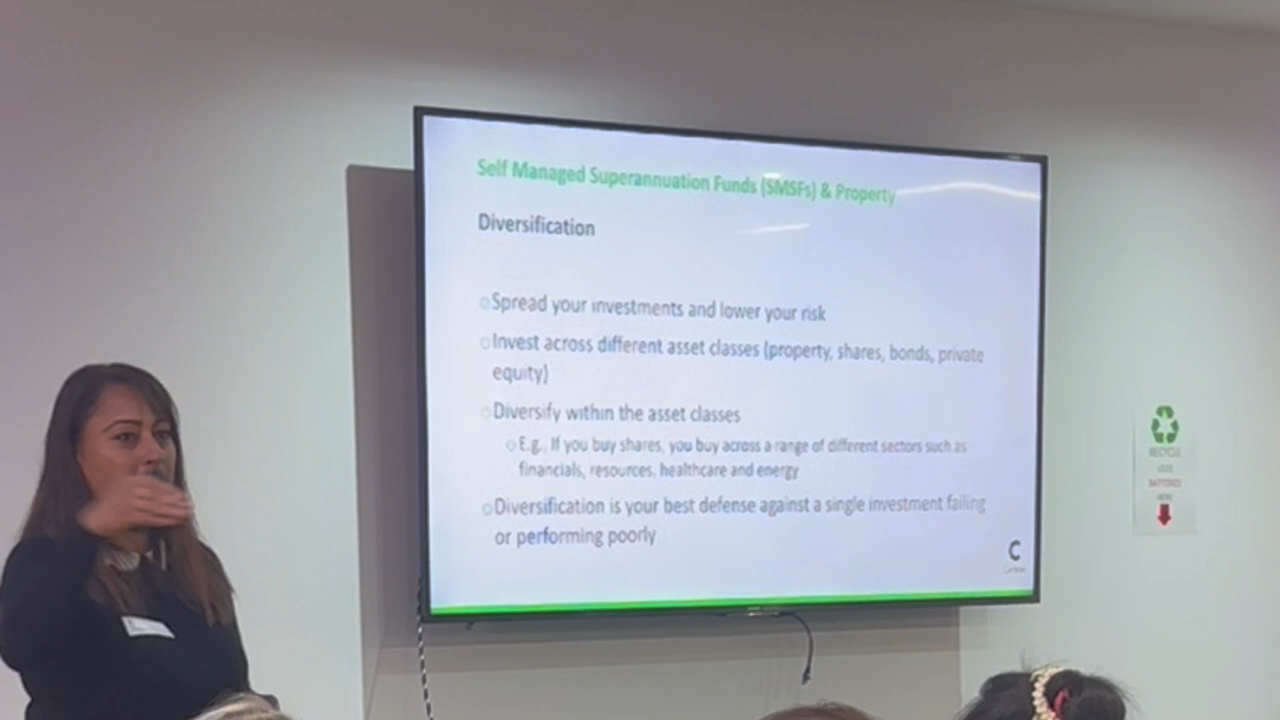 Self Managed Superannuation Funds (SMSFs) & Property
Diversification
Spread your investments and lower your risk
Invest across different asset classes (property, shares, bonds, private
equity)
Diversify within the asset classes
E.g. If you buy shares, you buy across a range of different sectors such as
financials, resources, healthcare and energy
Diversification is your best defense against a single investment failing
or performing poorly
C
RECYCLE
USED
BATTERIES
HERE